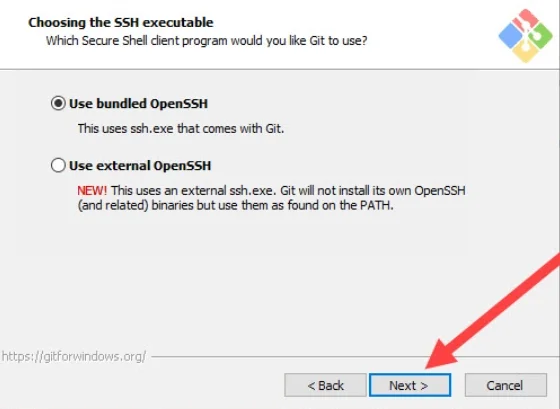 Choosing the SSH executable
Which Secure Shell client program would you like Git to use?
Use bundled OpenSSH
This uses ssh.exe that comes with Git.
Use external OpenSSH
NEW! This uses an external ssh.exe. Git will not install its own OpenSSH
(and related) binaries but use them as found on the PATH.
https://gitforwindows.org/
< Back
Next >
Cancel